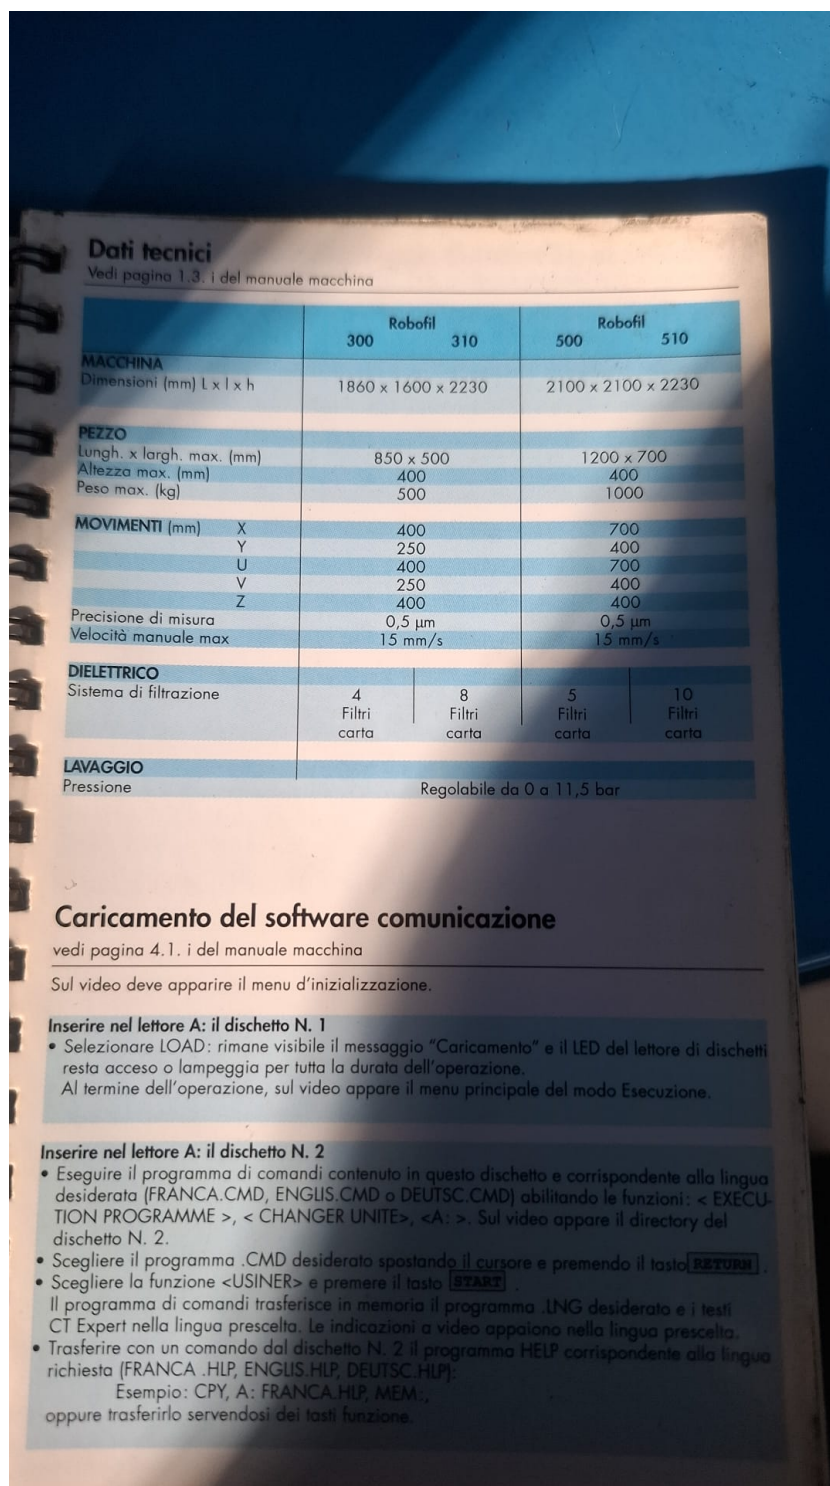 Dati tecnici
Vedi pagina 1.3. i del manuale macchina
Robofil Robofil
300 310 500 510
MACCHINA
Dimensioni (mm) L x l x h 1860 x 1600 x 2230 2100 x 2100 x 2230
PEZZO
Lungh. x largh. max. (mm) 850 x 500 1200 x 700
Altezza max. (mm) 400 400
Peso max. (kg) 500 1000
MOVIMENTI (mm) X 400 700
Y 250 400
U 400 700
V 250 400
Z 400 400
Precisione di misura 0,5 µm 0,5 µm
Velocità manuale max 15 mm/s 15 mm/s
DIELETTRICO
Sistema di filtrazione 4 8 5 10
Filtri Filtri Filtri Filtri
carta carta carta carta
LAVAGGIO
Pressione Regolabile da 0 a 11,5 bar
Caricamento del software comunicazione
vedi pagina 4.1. i del manuale macchina
Sul video deve apparire il menu d'inizializzazione.
Inserire nel lettore A: il dischetto N. 1
• Selezionare LOAD: rimane visibile il messaggio "Caricamento" e il LED del lettore di dischetti
resta acceso o lampeggia per tutta la durata dell'operazione.
Al termine dell'operazione, sul video appare il menu principale del modo Esecuzione.
Inserire nel lettore A: il dischetto N. 2
• Eseguire il programma di comandi contenuto in questo dischetto e corrispondente alla lingua
desiderata (FRANCA.CMD, ENGLIS.CMD o DEUTSC.CMD) abilitando le funzioni: < EXECU-
TION PROGRAMME >, < CHANGER UNITE>, <A: >. Sul video appare il directory del
dischetto N. 2.
• Scegliere il programma .CMD desiderato spostando il cursore e premendo il tasto RETURN .
• Scegliere la funzione <USINER> e premere il tasto START .
Il programma di comandi trasferisce in memoria il programma .LNG desiderato e i testi
CT Expert nella lingua prescelta. Le indicazioni a video appaiono nella lingua prescelta.
• Trasferire con un comando dal dischetto N. 2 il programma HELP corrispondente alla lingua
richiesta (FRANCA .HLP, ENGLIS.HLP, DEUTSC.HLP):
Esempio: CPY, A: FRANCA.HLP, MEM:,
oppure trasferirlo servendosi dei tasti funzione.